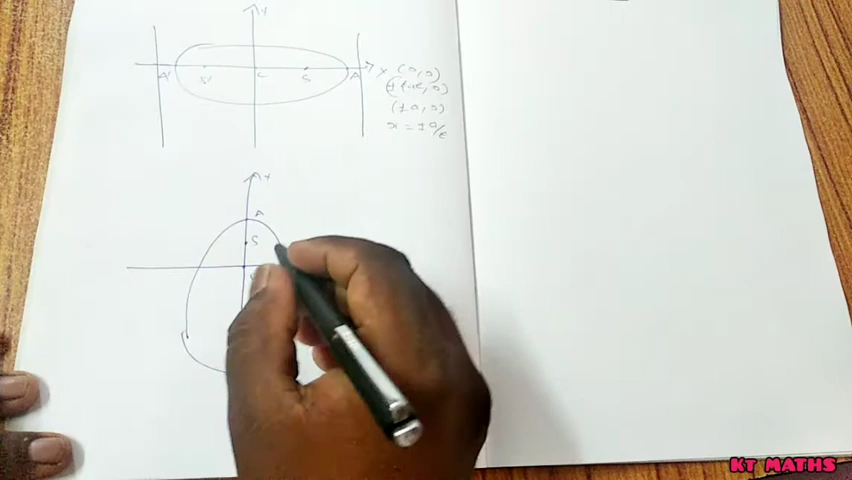 Y
A' S' C S A X (0,0)
(±ae, 0)
(±a, 0)
x = ±a/e
Y
A
S
KT MATHS